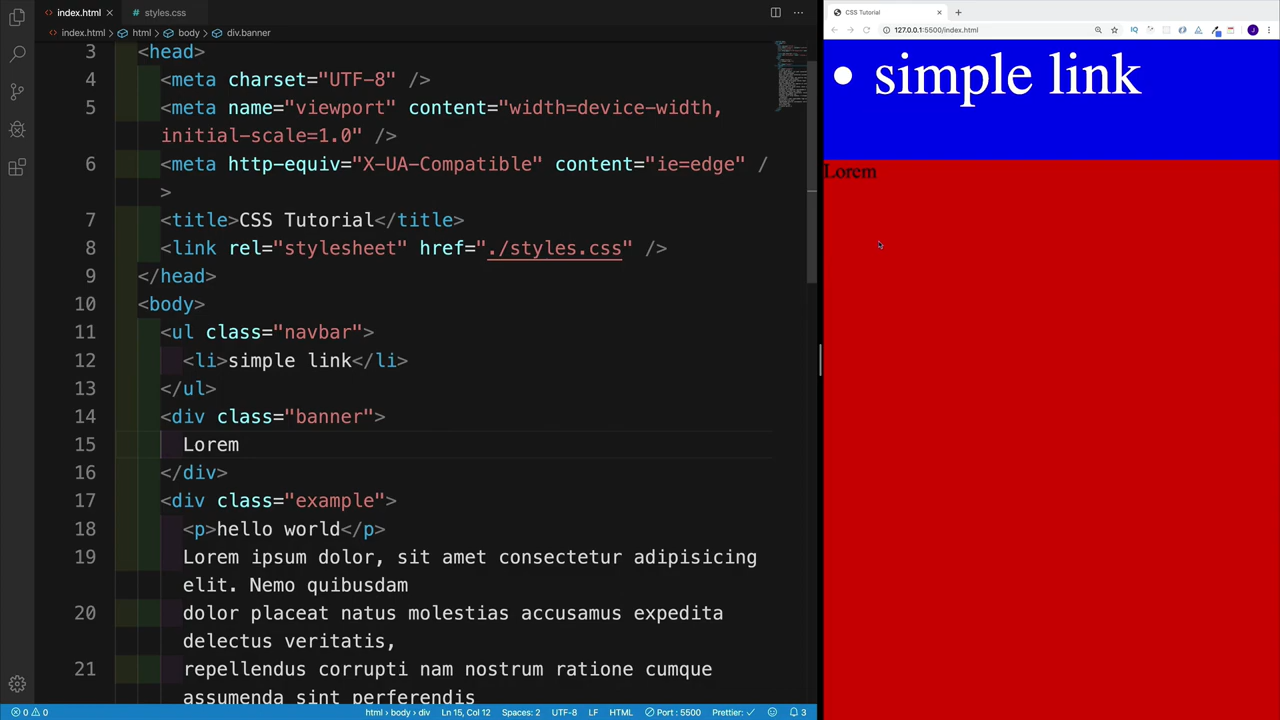 index.html
styles.css
index.html
html
body
div.banner
3 <head>
4 <meta charset="UTF-8" />
5 <meta name="viewport" content="width=device-width,
initial-scale=1.0" />
6 <meta http-equiv="X-UA-Compatible" content="ie=edge" /
>
7 <title>CSS Tutorial</title>
8 <link rel="stylesheet" href="./styles.css" />
9 </head>
10 <body>
11 <ul class="navbar">
12 <li>simple link</li>
13 </ul>
14 <div class="banner">
15 Lorem
16 </div>
17 <div class="example">
18 <p>hello world</p>
19 Lorem ipsum dolor, sit amet consectetur adipisicing
elit. Nemo quibusdam
20 dolor placeat natus molestias accusamus expedita
delectus veritatis,
21 repellendus corrupti nam nostrum ratione cumque
assumenda sint perferendis
0 0
html › body › div
Ln 15, Col 12
Spaces: 2
UTF-8
LF
HTML
Port : 5500
Prettier: ✓
3
CSS Tutorial
127.0.0.1:5500/index.html
IQ
J
• simple link
Lorem